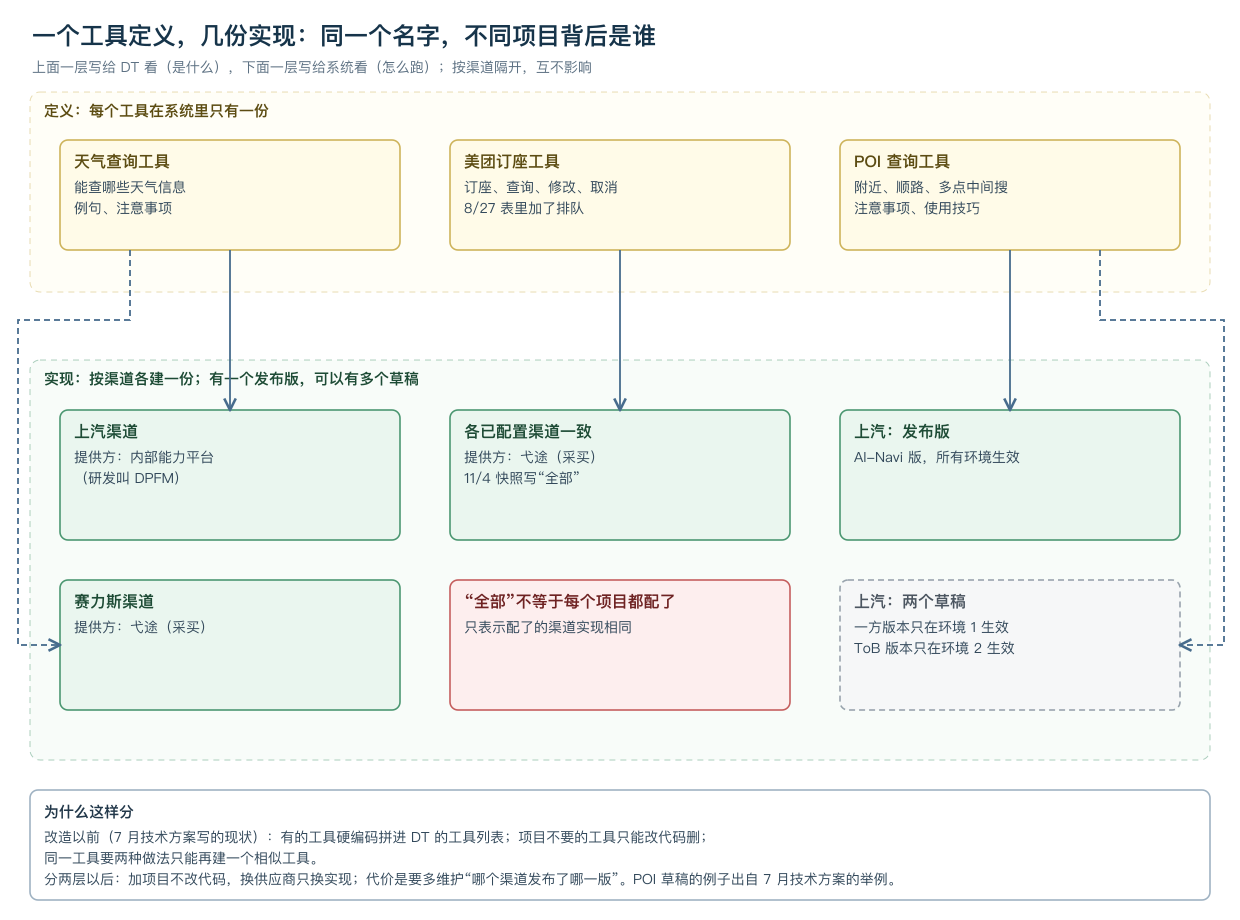 一个工具定义，几份实现：同一个名字，不同项目背后是谁
上面一层写给 DT 看（是什么），下面一层写给系统看（怎么跑）；按渠道隔开，互不影响
定义：每个工具在系统里只有一份
天气查询工具
能查哪些天气信息
例句、注意事项
美团订座工具
订座、查询、修改、取消
8/27 表里加了排队
POI 查询工具
附近、顺路、多点中间搜
注意事项、使用技巧
实现：按渠道各建一份；有一个发布版，可以有多个草稿
上汽渠道
提供方：内部能力平台
（研发叫 DPFM）
各已配置渠道一致
提供方：弋途（采买）
11/4 快照写“全部”
上汽：发布版
AI-Navi 版，所有环境生效
赛力斯渠道
提供方：弋途（采买）
“全部”不等于每个项目都配了
只表示配了的渠道实现相同
上汽：两个草稿
一方版本只在环境 1 生效
ToB 版本只在环境 2 生效
为什么这样分
改造以前（7 月技术方案写的现状）：有的工具硬编码拼进 DT 的工具列表；项目不要的工具只能改代码删；
同一工具要两种做法只能再建一个相似工具。
分两层以后：加项目不改代码，换供应商只换实现；代价是要多维护“哪个渠道发布了哪一版”。POI 草稿的例子出自 7 月技术方案的举例。